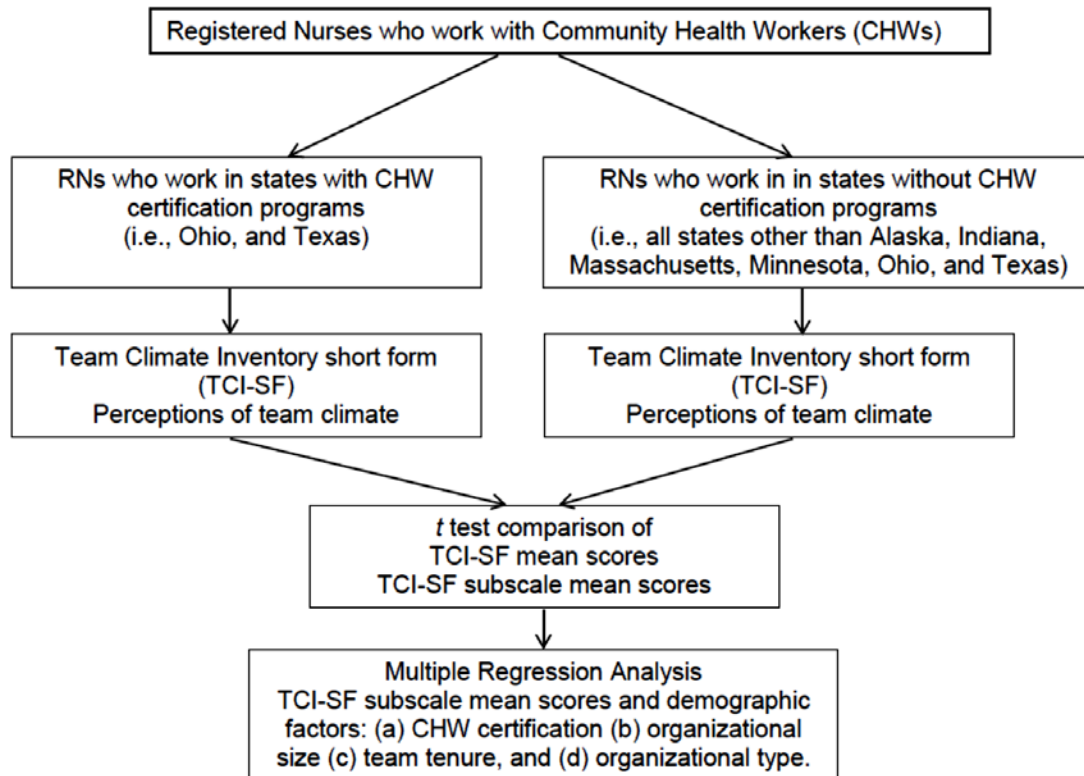 Registered Nurses who work with Community Health Workers (CHWs)
RNs who work in states with CHW
certification programs
(i.e., Ohio, and Texas)
RNs who work in in states without CHW
certification programs
(i.e., all states other than Alaska, Indiana,
Massachusetts, Minnesota, Ohio, and Texas)
Team Climate Inventory short form
(TCI-SF)
Perceptions of team climate
Team Climate Inventory short form
(TCI-SF)
Perceptions of team climate
t test comparison of
TCI-SF mean scores
TCI-SF subscale mean scores
Multiple Regression Analysis
TCI-SF subscale mean scores and demographic
factors: (a) CHW certification (b) organizational
size (c) team tenure, and (d) organizational type.